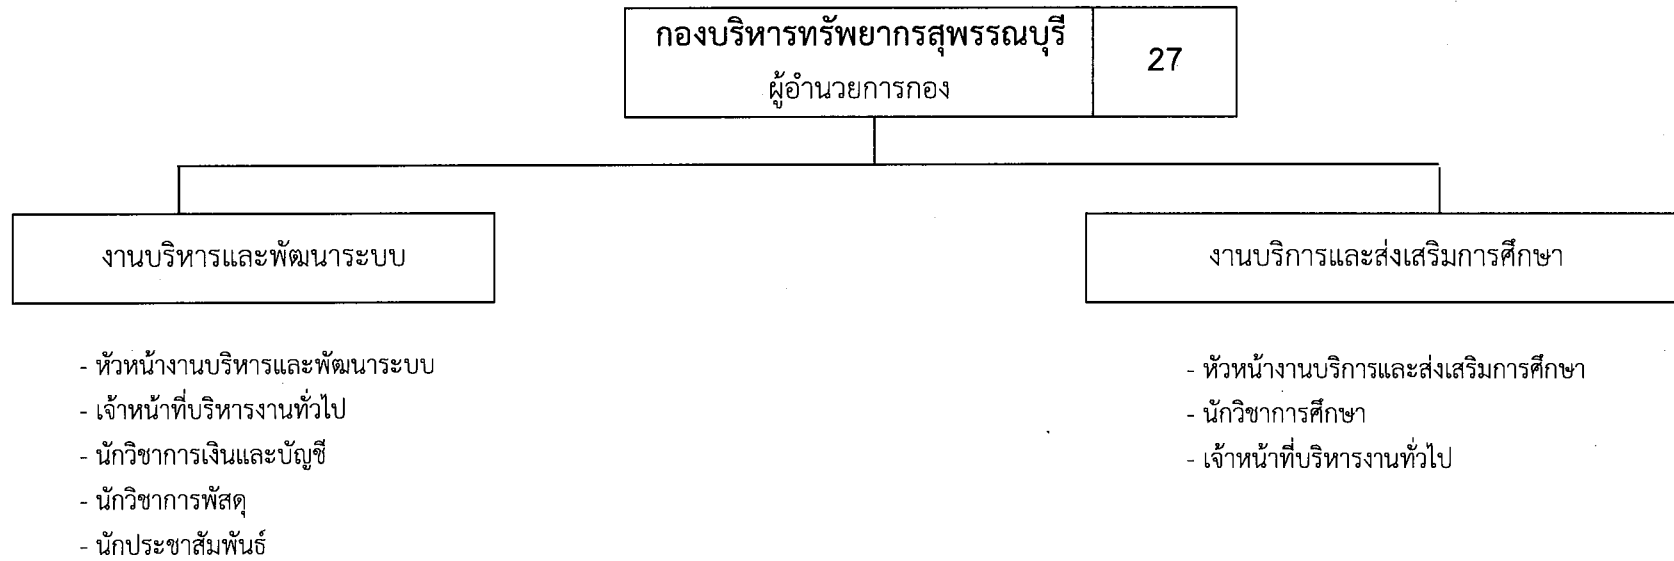 กองบริหารทรัพยากรสุพรรณบุรี
ผู้อำนวยการกอง
27
งานบริหารและพัฒนาระบบ
- หัวหน้างานบริหารและพัฒนาระบบ
- เจ้าหน้าที่บริหารงานทั่วไป
- นักวิชาการเงินและบัญชี
- นักวิชาการพัสดุ
- นักประชาสัมพันธ์
งานบริการและส่งเสริมการศึกษา
- หัวหน้างานบริการและส่งเสริมการศึกษา
- นักวิชาการศึกษา
- เจ้าหน้าที่บริหารงานทั่วไป